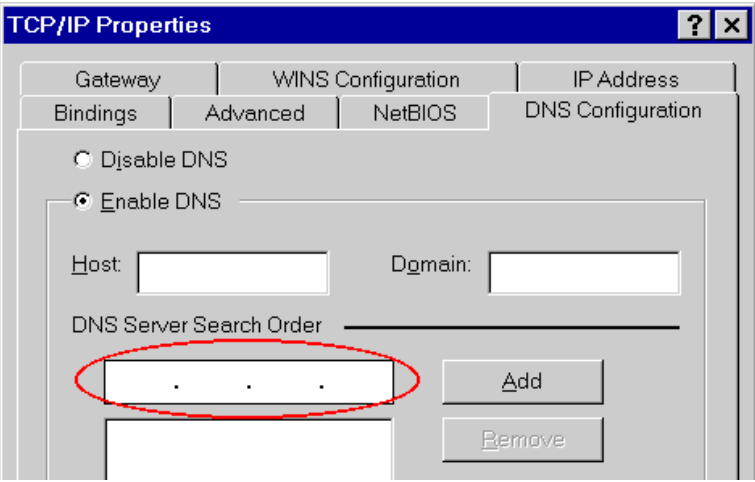 TCP/IP Properties ? ×
Gateway WINS Configuration IP Address
Bindings Advanced NetBIOS DNS Configuration
Disable DNS
Enable DNS
Host: Domain:
DNS Server Search Order
. . . Add
Remove